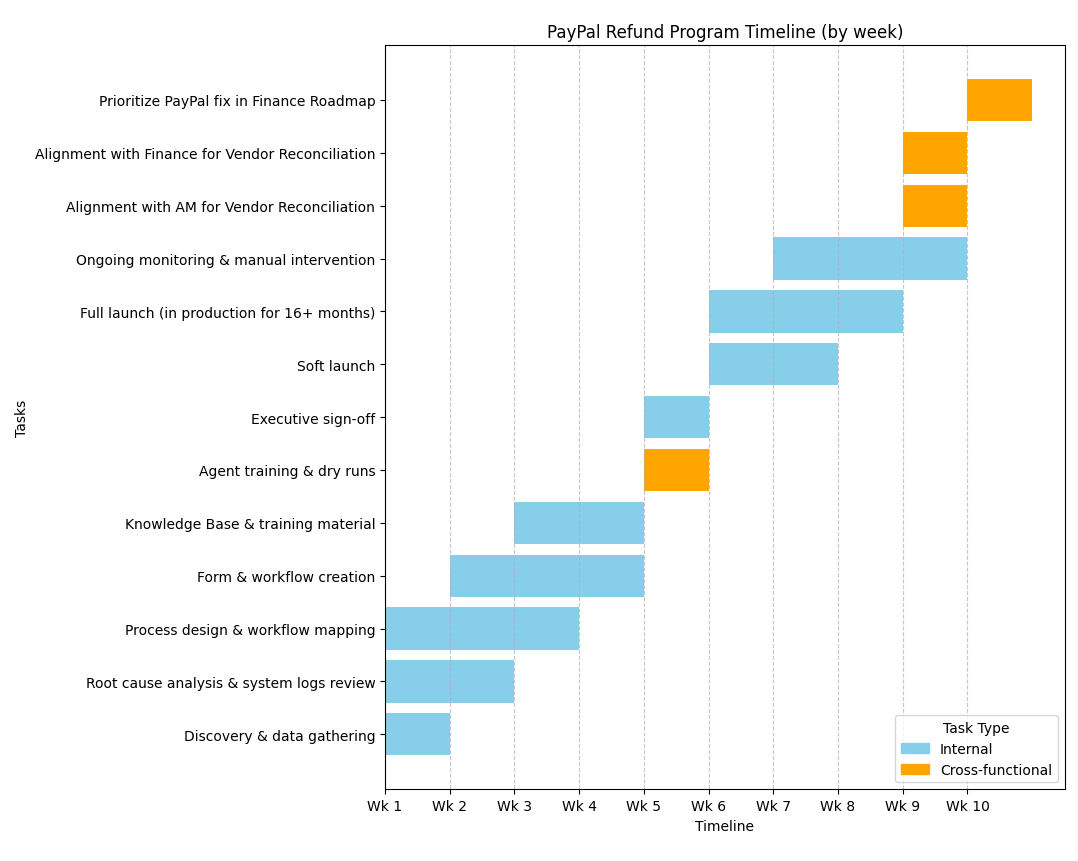 PayPal Refund Program Timeline (by week)
Prioritize PayPal fix in Finance Roadmap
Alignment with Finance for Vendor Reconciliation
Alignment with AM for Vendor Reconciliation
Ongoing monitoring & manual intervention
Full launch (in production for 16+ months)
Soft launch
Executive sign-off
Agent training & dry runs
Knowledge Base & training material
Form & workflow creation
Process design & workflow mapping
Root cause analysis & system logs review
Discovery & data gathering
Tasks
Task Type
Internal
Cross-functional
Wk 1 Wk 2 Wk 3 Wk 4 Wk 5 Wk 6 Wk 7 Wk 8 Wk 9 Wk 10
Timeline